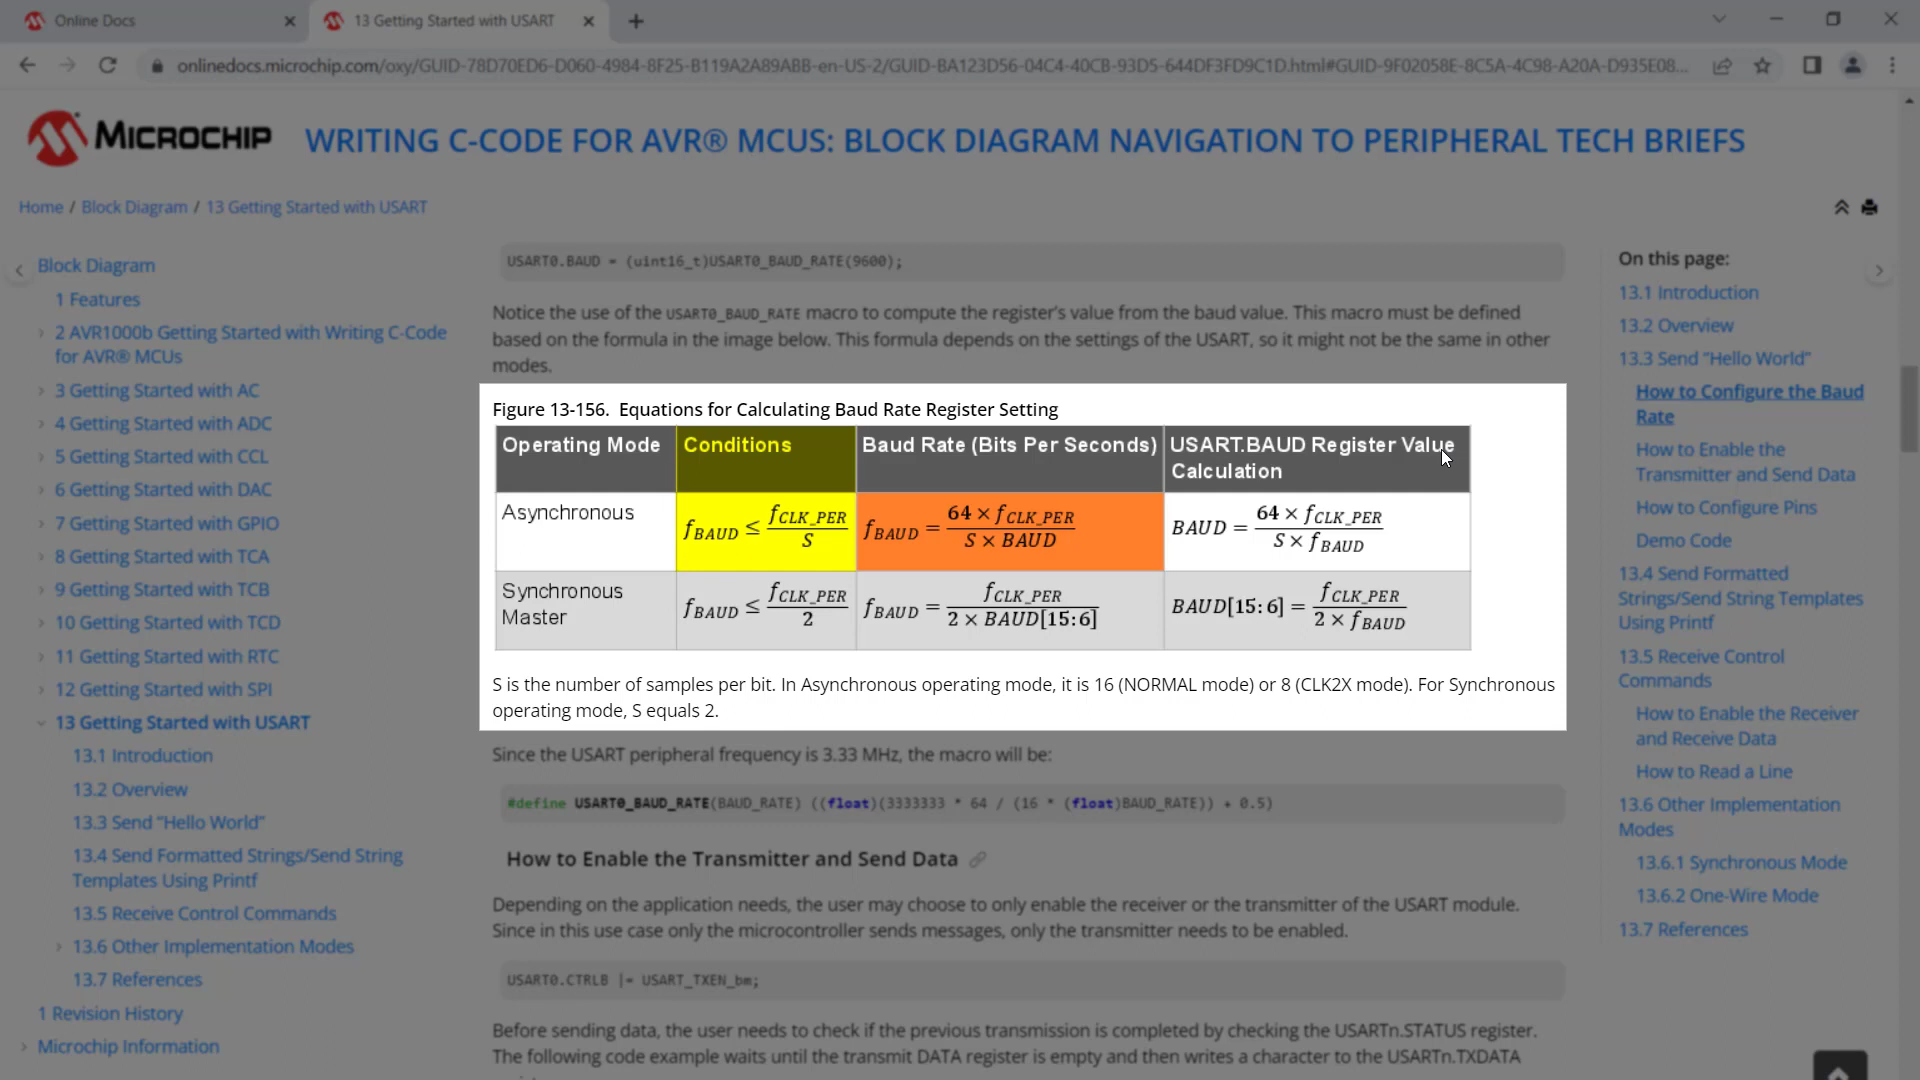 Online Docs
13 Getting Started with USART
onlinedocs.microchip.com/oxy/GUID-78D70ED6-D060-4984-8F25-B119A2A89ABB-en-US-2/GUID-BA123D56-04C4-40CB-93D5-644DF3FD9C1D.html#GUID-9F02058E-8C5A-4C98-A20A-D935E08...
MICROCHIP
WRITING C-CODE FOR AVR® MCUS: BLOCK DIAGRAM NAVIGATION TO PERIPHERAL TECH BRIEFS
Home / Block Diagram / 13 Getting Started with USART
Block Diagram
1 Features
2 AVR1000b Getting Started with Writing C-Code
for AVR® MCUs
3 Getting Started with AC
4 Getting Started with ADC
5 Getting Started with CCL
6 Getting Started with DAC
7 Getting Started with GPIO
8 Getting Started with TCA
9 Getting Started with TCB
10 Getting Started with TCD
11 Getting Started with RTC
12 Getting Started with SPI
13 Getting Started with USART
13.1 Introduction
13.2 Overview
13.3 Send “Hello World”
13.4 Send Formatted Strings/Send String
Templates Using Printf
13.5 Receive Control Commands
13.6 Other Implementation Modes
13.7 References
1 Revision History
Microchip Information
USART0.BAUD = (uint16_t)USART0_BAUD_RATE(9600);
Notice the use of the USART0_BAUD_RATE macro to compute the register’s value from the baud value. This macro must be defined
based on the formula in the image below. This formula depends on the settings of the USART, so it might not be the same in other
modes.
Figure 13-156. Equations for Calculating Baud Rate Register Setting
Operating Mode Conditions Baud Rate (Bits Per Seconds) USART.BAUD Register Value
Calculation
Asynchronous f_BAUD ≤ f_CLK_PER / S f_BAUD = 64 × f_CLK_PER / S × BAUD BAUD = 64 × f_CLK_PER / S × f_BAUD
Synchronous
Master f_BAUD ≤ f_CLK_PER / 2 f_BAUD = f_CLK_PER / 2 × BAUD[15:6] BAUD[15:6] = f_CLK_PER / 2 × f_BAUD
S is the number of samples per bit. In Asynchronous operating mode, it is 16 (NORMAL mode) or 8 (CLK2X mode). For Synchronous
operating mode, S equals 2.
Since the USART peripheral frequency is 3.33 MHz, the macro will be:
#define USART0_BAUD_RATE(BAUD_RATE) ((float)(3333333 * 64 / (16 * (float)BAUD_RATE)) + 0.5)
How to Enable the Transmitter and Send Data
Depending on the application needs, the user may choose to only enable the receiver or the transmitter of the USART module.
Since in this use case only the microcontroller sends messages, only the transmitter needs to be enabled.
USART0.CTRLB |= USART_TXEN_bm;
Before sending data, the user needs to check if the previous transmission is completed by checking the USARTn.STATUS register.
The following code example waits until the transmit DATA register is empty and then writes a character to the USARTn.TXDATA
On this page:
13.1 Introduction
13.2 Overview
13.3 Send “Hello World”
How to Configure the Baud
Rate
How to Enable the
Transmitter and Send Data
How to Configure Pins
Demo Code
13.4 Send Formatted
Strings/Send String Templates
Using Printf
13.5 Receive Control
Commands
How to Enable the Receiver
and Receive Data
How to Read a Line
13.6 Other Implementation
Modes
13.6.1 Synchronous Mode
13.6.2 One-Wire Mode
13.7 References